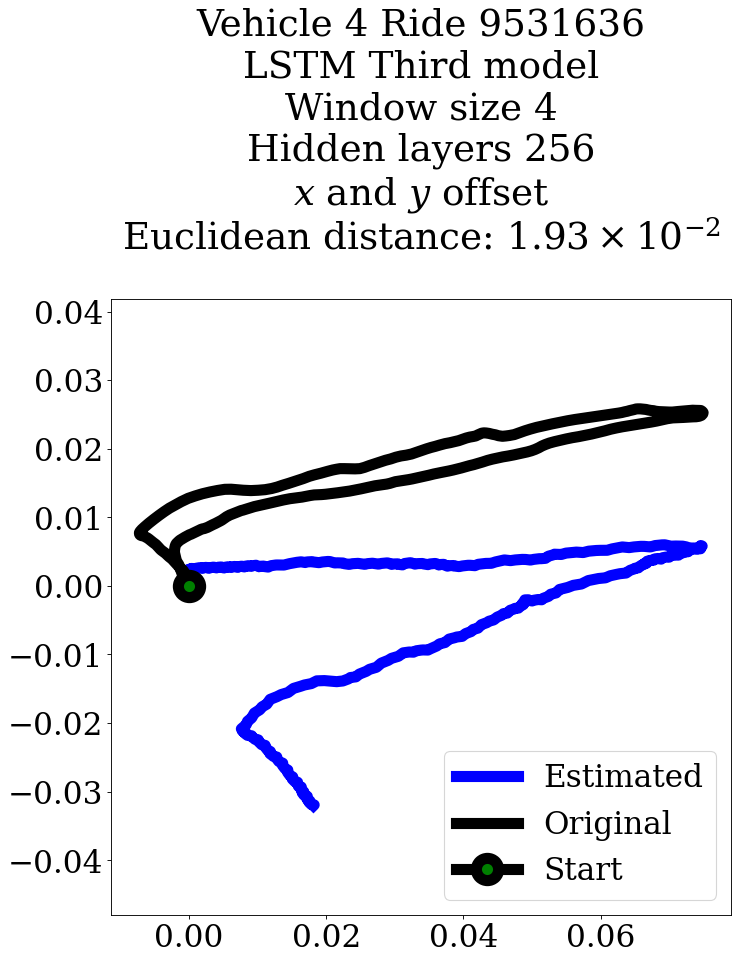 Vehicle 4 Ride 9531636
LSTM Third model
Window size 4
Hidden layers 256
x and y offset
Euclidean distance: 1.93 × 10⁻²
0.04
0.03
0.02
0.01
0.00
−0.01
−0.02
−0.03
−0.04
Estimated
Original
Start
0.00 0.02 0.04 0.06